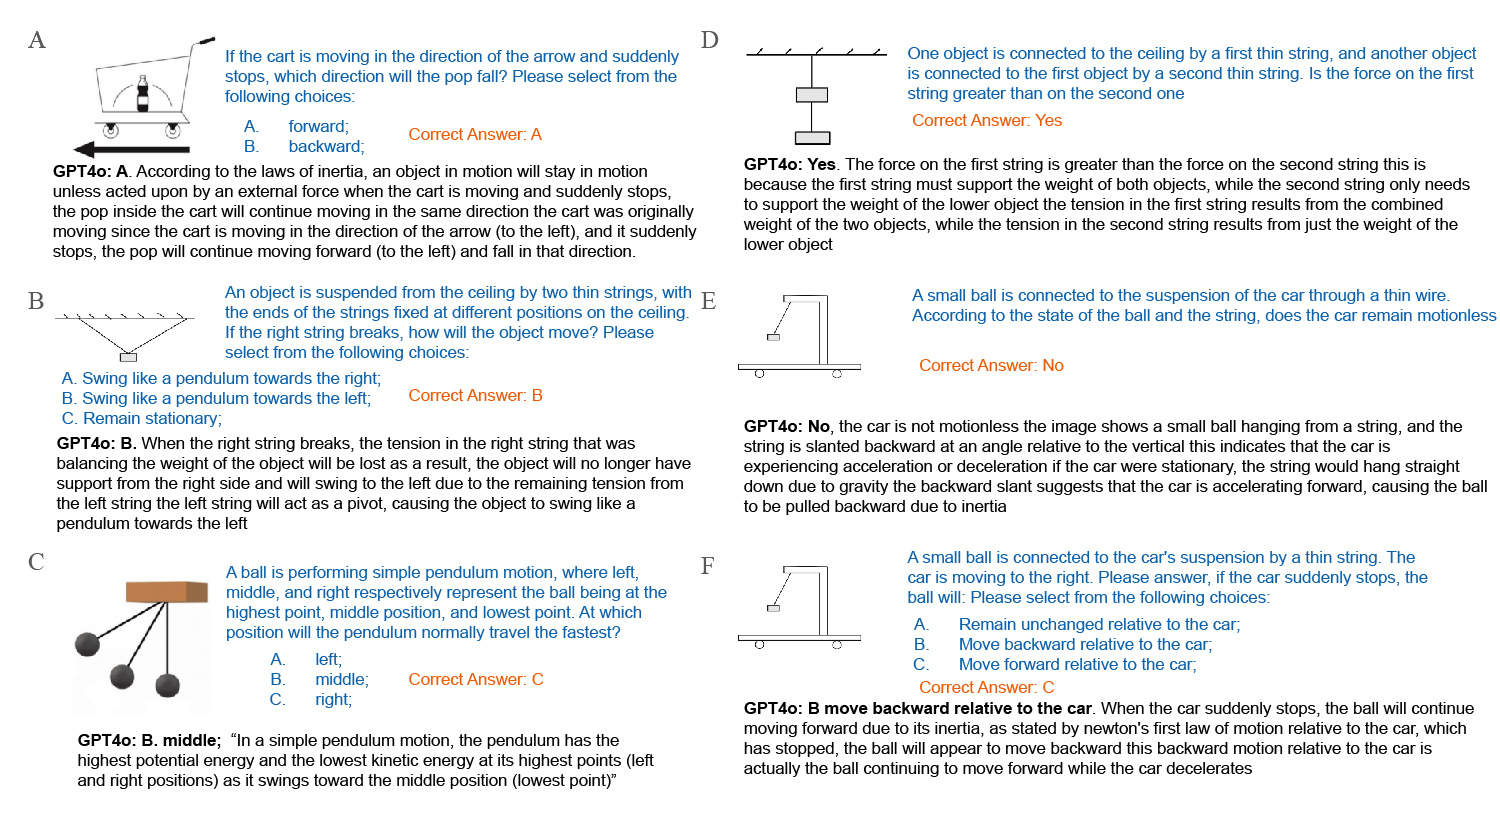 A
If the cart is moving in the direction of the arrow and suddenly
stops, which direction will the pop fall? Please select from the
following choices:
A. forward;
B. backward;
Correct Answer: A
GPT4o: A. According to the laws of inertia, an object in motion will stay in motion
unless acted upon by an external force when the cart is moving and suddenly stops,
the pop inside the cart will continue moving in the same direction the cart was originally
moving since the cart is moving in the direction of the arrow (to the left), and it suddenly
stops, the pop will continue moving forward (to the left) and fall in that direction.
B
An object is suspended from the ceiling by two thin strings, with
the ends of the strings fixed at different positions on the ceiling.
If the right string breaks, how will the object move? Please
select from the following choices:
A. Swing like a pendulum towards the right;
B. Swing like a pendulum towards the left;
C. Remain stationary;
Correct Answer: B
GPT4o: B. When the right string breaks, the tension in the right string that was
balancing the weight of the object will be lost as a result, the object will no longer have
support from the right side and will swing to the left due to the remaining tension from
the left string the left string will act as a pivot, causing the object to swing like a
pendulum towards the left
C
A ball is performing simple pendulum motion, where left,
middle, and right respectively represent the ball being at the
highest point, middle position, and lowest point. At which
position will the pendulum normally travel the fastest?
A. left;
B. middle;
C. right;
Correct Answer: C
GPT4o: B. middle; “In a simple pendulum motion, the pendulum has the
highest potential energy and the lowest kinetic energy at its highest points (left
and right positions) as it swings toward the middle position (lowest point)”
D
One object is connected to the ceiling by a first thin string, and another object
is connected to the first object by a second thin string. Is the force on the first
string greater than on the second one
Correct Answer: Yes
GPT4o: Yes. The force on the first string is greater than the force on the second string this is
because the first string must support the weight of both objects, while the second string only needs
to support the weight of the lower object the tension in the first string results from the combined
weight of the two objects, while the tension in the second string results from just the weight of the
lower object
E
A small ball is connected to the suspension of the car through a thin wire.
According to the state of the ball and the string, does the car remain motionless
Correct Answer: No
GPT4o: No, the car is not motionless the image shows a small ball hanging from a string, and the
string is slanted backward at an angle relative to the vertical this indicates that the car is
experiencing acceleration or deceleration if the car were stationary, the string would hang straight
down due to gravity the backward slant suggests that the car is accelerating forward, causing the ball
to be pulled backward due to inertia
F
A small ball is connected to the car's suspension by a thin string. The
car is moving to the right. Please answer, if the car suddenly stops, the
ball will: Please select from the following choices:
A. Remain unchanged relative to the car;
B. Move backward relative to the car;
C. Move forward relative to the car;
Correct Answer: C
GPT4o: B move backward relative to the car. When the car suddenly stops, the ball will continue
moving forward due to its inertia, as stated by newton's first law of motion relative to the car, which
has stopped, the ball will appear to move backward this backward motion relative to the car is
actually the ball continuing to move forward while the car decelerates